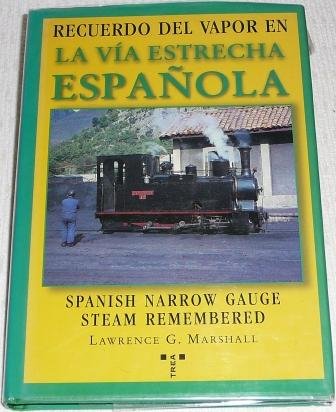 RECUERDO DEL VAPOR EN
LA VÍA ESTRECHA
ESPAÑOLA
SPANISH NARROW GAUGE
STEAM REMEMBERED
LAWRENCE G. MARSHALL
TREA